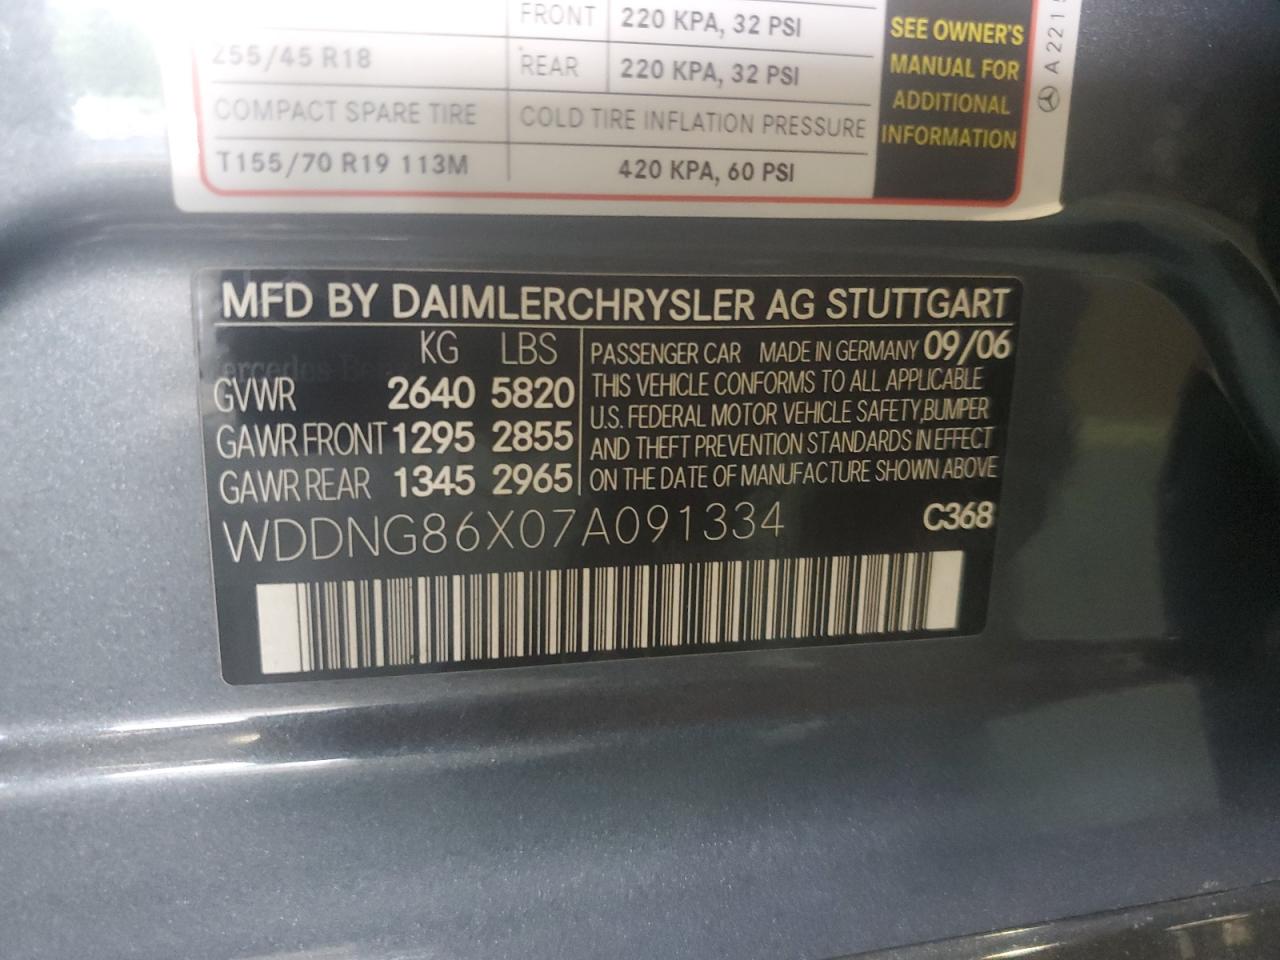 FRONT 220 KPA, 32 PSI
255/45 R18 REAR 220 KPA, 32 PSI
COMPACT SPARE TIRE COLD TIRE INFLATION PRESSURE
T155/70 R19 113M 420 KPA, 60 PSI
SEE OWNER'S
MANUAL FOR
ADDITIONAL
INFORMATION
A 221
MFD BY DAIMLERCHRYSLER AG STUTTGART
KG LBS
GVWR 2640 5820
GAWR FRONT 1295 2855
GAWR REAR 1345 2965
PASSENGER CAR MADE IN GERMANY 09/06
THIS VEHICLE CONFORMS TO ALL APPLICABLE
U.S. FEDERAL MOTOR VEHICLE SAFETY,BUMPER
AND THEFT PREVENTION STANDARDS IN EFFECT
ON THE DATE OF MANUFACTURE SHOWN ABOVE
WDDNG86X07A091334 C368